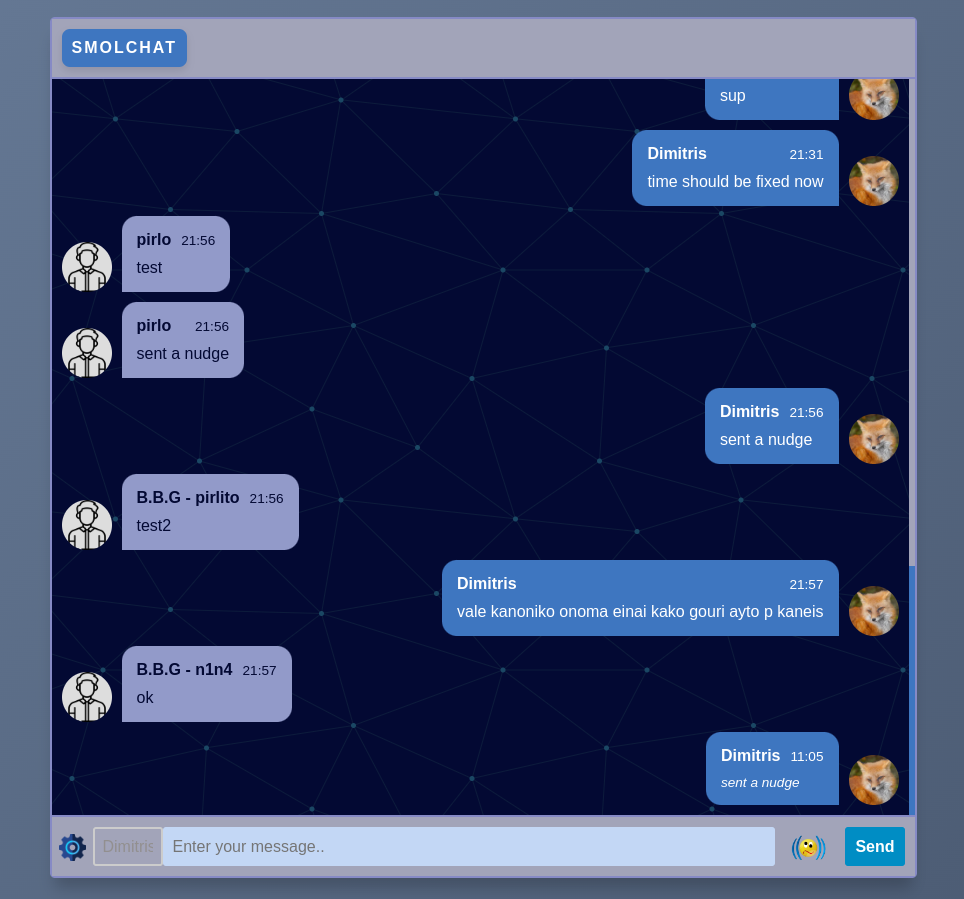 SMOLCHAT
sup
Dimitris 21:31
time should be fixed now
pirlo 21:56
test
pirlo 21:56
sent a nudge
Dimitris 21:56
sent a nudge
B.B.G - pirlito 21:56
test2
Dimitris 21:57
vale kanoniko onoma einai kako gouri ayto p kaneis
B.B.G - n1n4 21:57
ok
Dimitris 11:05
sent a nudge
Dimitris Enter your message.. Send